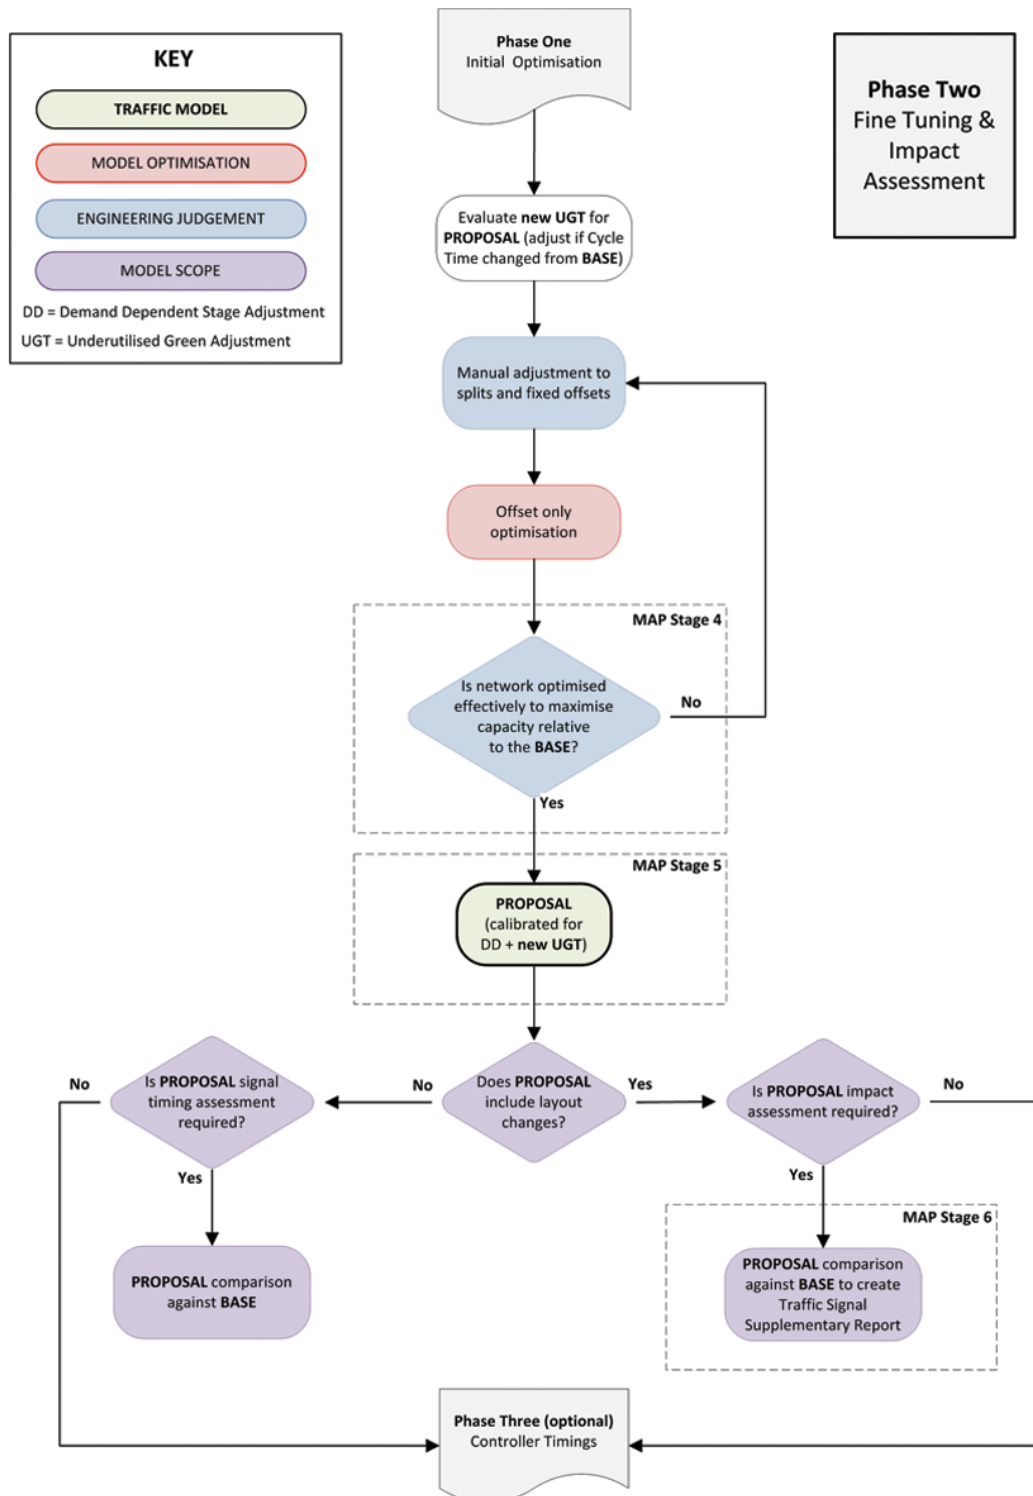 KEY
TRAFFIC MODEL
MODEL OPTIMISATION
ENGINEERING JUDGEMENT
MODEL SCOPE
DD = Demand Dependent Stage Adjustment
UGT = Underutilised Green Adjustment
Phase One
Initial Optimisation
Phase Two
Fine Tuning &
Impact
Assessment
Evaluate new UGT for
PROPOSAL (adjust if Cycle
Time changed from BASE)
Manual adjustment to
splits and fixed offsets
Offset only
optimisation
MAP Stage 4
Is network optimised
effectively to maximise
capacity relative
to the BASE?
No
Yes
MAP Stage 5
PROPOSAL
(calibrated for
DD + new UGT)
Does PROPOSAL
include layout
changes?
No
Yes
Is PROPOSAL signal
timing assessment
required?
No
Yes
PROPOSAL comparison
against BASE
Is PROPOSAL impact
assessment required?
No
Yes
MAP Stage 6
PROPOSAL comparison
against BASE to create
Traffic Signal
Supplementary Report
Phase Three (optional)
Controller Timings